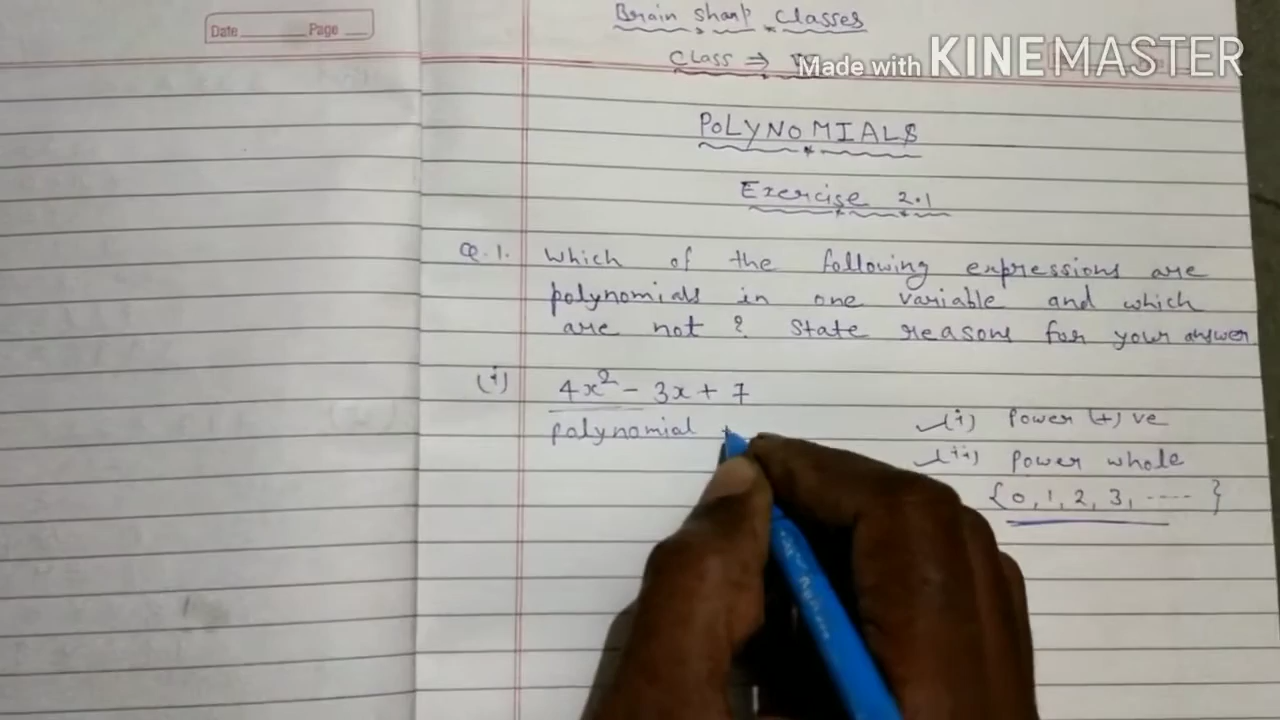 Date Page
Brain sharp classes
Class ⇒
Made with KINEMASTER
POLYNOMIALS
Exercise 2.1
Q.1. Which of the following expressions are
polynomials in one variable and which
are not ? State reasons for your answer
(i) 4x² - 3x + 7
polynomial
(i) Power (+) ve
(ii) Power whole
{0, 1, 2, 3, ---- }